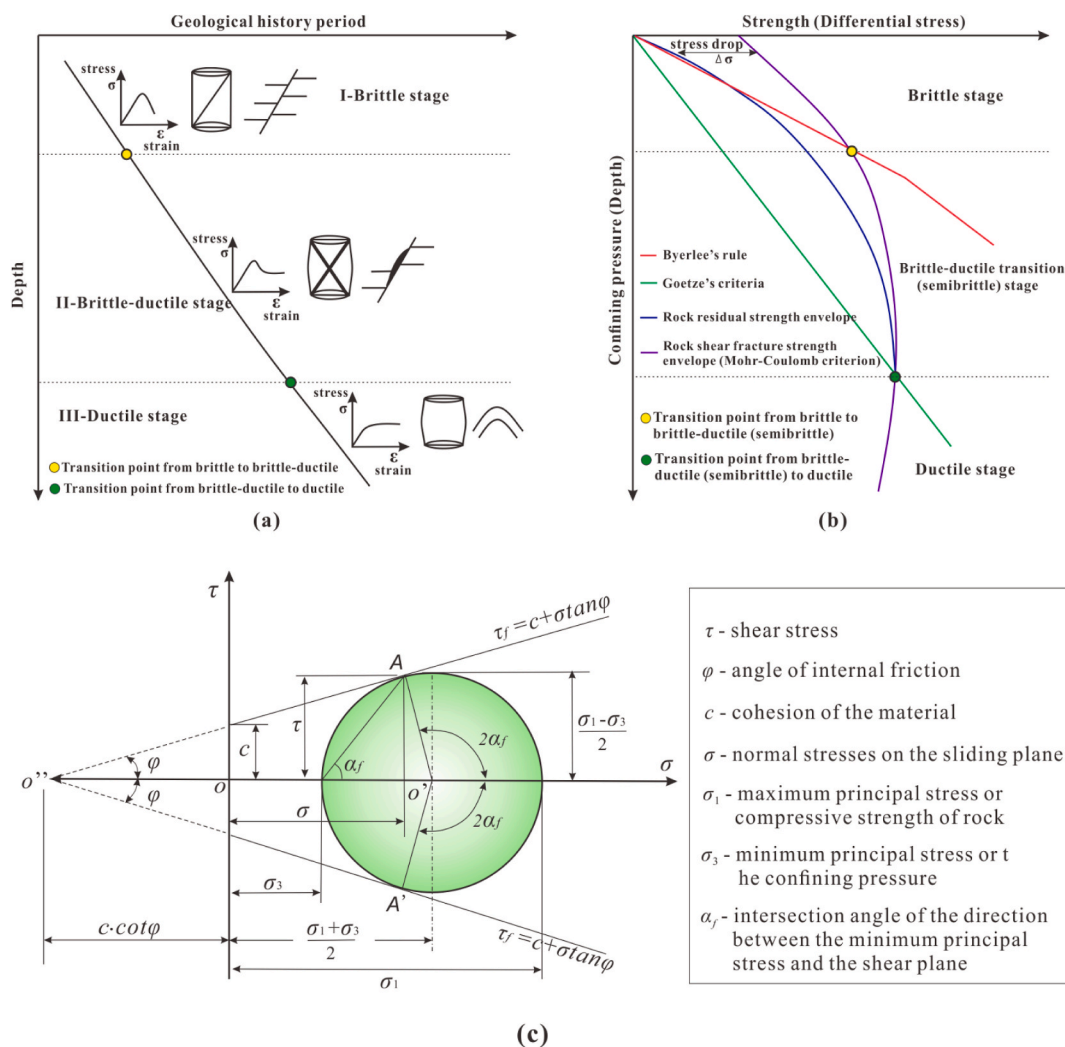 Geological history period
Depth
stress
σ
ε
strain
I-Brittle stage
stress
σ
ε
strain
II-Brittle-ductile stage
stress
σ
ε
strain
III-Ductile stage
Transition point from brittle to brittle-ductile
Transition point from brittle-ductile to ductile
(a)
Strength (Differential stress)
Confining pressure (Depth)
stress drop
Δσ
Brittle stage
Byerlee's rule
Goetze's criteria
Rock residual strength envelope
Rock shear fracture strength
envelope (Mohr-Coulomb criterion)
Brittle-ductile transition
(semibrittle) stage
Transition point from brittle to
brittle-ductile (semibrittle)
Transition point from brittle-
ductile (semibrittle) to ductile
Ductile stage
(b)
τ
τf=c+σtanφ
A
τ
c
φ
φ
αf
2αf
2αf
σ1-σ3
2
o''
o
o'
σ
σ
σ3
A'
c·cotφ
σ1+σ3
2
τf=c+σtanφ
σ1
τ - shear stress
φ - angle of internal friction
c - cohesion of the material
σ - normal stresses on the sliding plane
σ1 - maximum principal stress or
compressive strength of rock
σ3 - minimum principal stress or t
he confining pressure
αf - intersection angle of the direction
between the minimum principal
stress and the shear plane
(c)